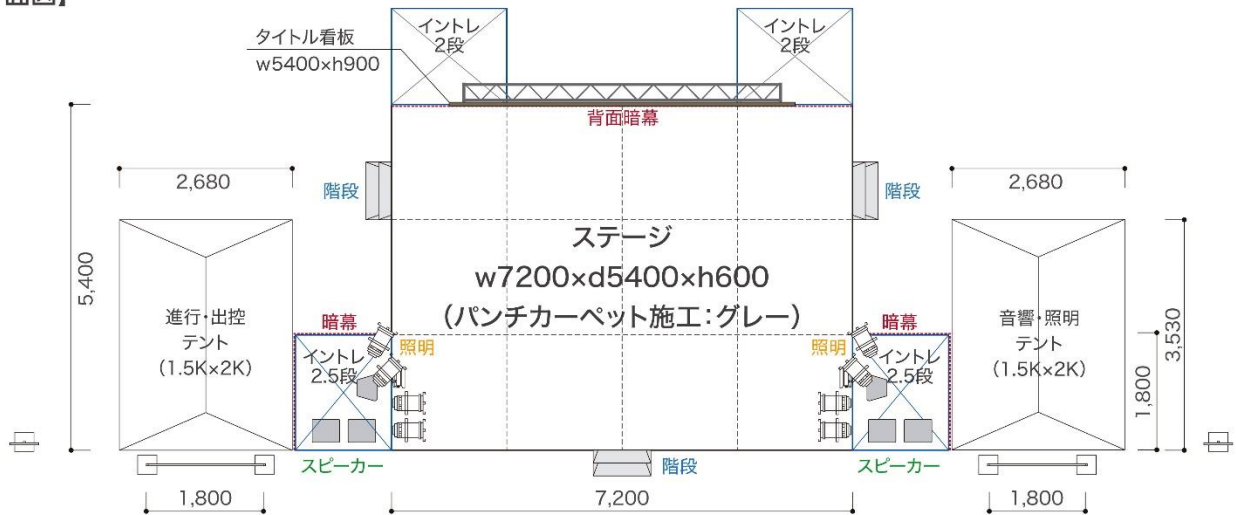 イントレ
2段
イントレ
2段
タイトル看板
w5400×h900
背面暗幕
2,680
階段
階段
2,680
5,400
ステージ
w7200×d5400×h600
（パンチカーペット施工：グレー）
進行・出控
テント
(1.5K×2K)
暗幕
照明
イントレ
2.5段
照明
暗幕
イントレ
2.5段
音響・照明
テント
(1.5K×2K)
1,800
3,530
スピーカー
階段
スピーカー
1,800
7,200
1,800